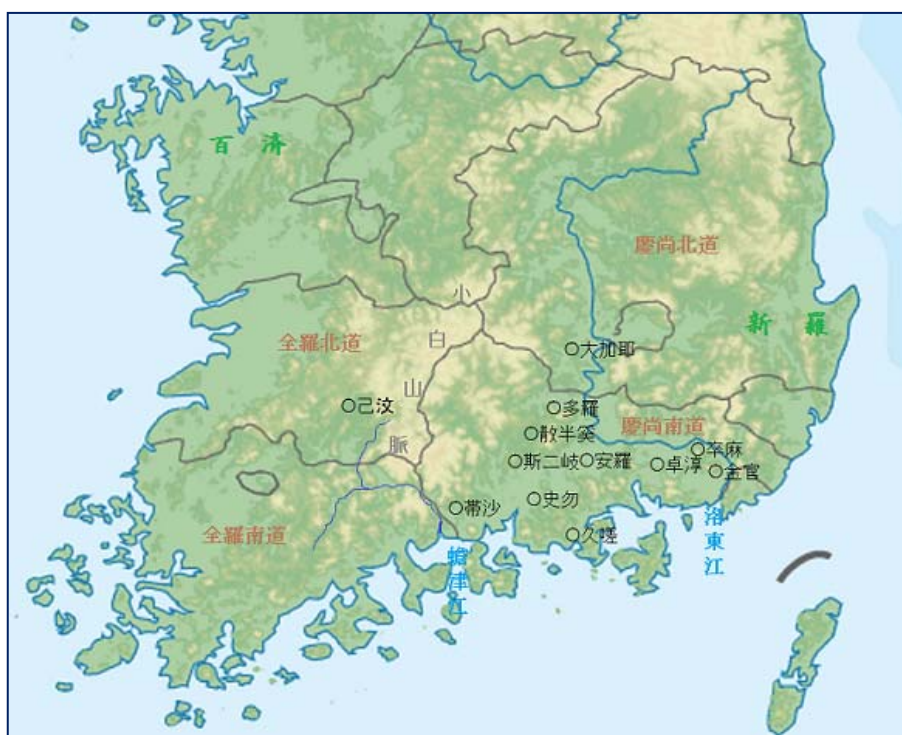 百済
慶尚北道
小白山脈
新羅
全羅北道
○大加耶
○己汶
○多羅
慶尚南道
○散半奚
○卒麻
○斯二岐
○安羅
○卓淳
○金官
○史勿
○帯沙
全羅南道
○久嗟
洛東江
蟾津江